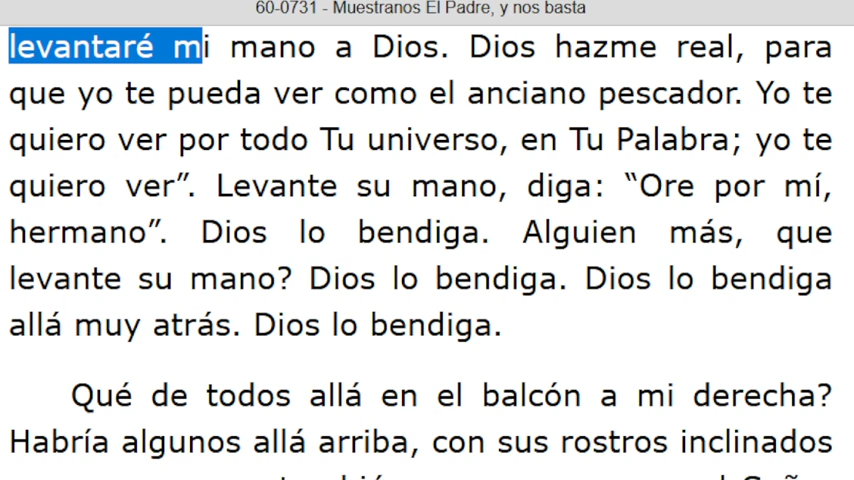 60-0731 - Muestranos El Padre, y nos basta
levantaré mi mano a Dios. Dios hazme real, para
que yo te pueda ver como el anciano pescador. Yo te
quiero ver por todo Tu universo, en Tu Palabra; yo te
quiero ver”. Levante su mano, diga: “Ore por mí,
hermano”. Dios lo bendiga. Alguien más, que
levante su mano? Dios lo bendiga. Dios lo bendiga
allá muy atrás. Dios lo bendiga.
Qué de todos allá en el balcón a mi derecha?
Habría algunos allá arriba, con sus rostros inclinados